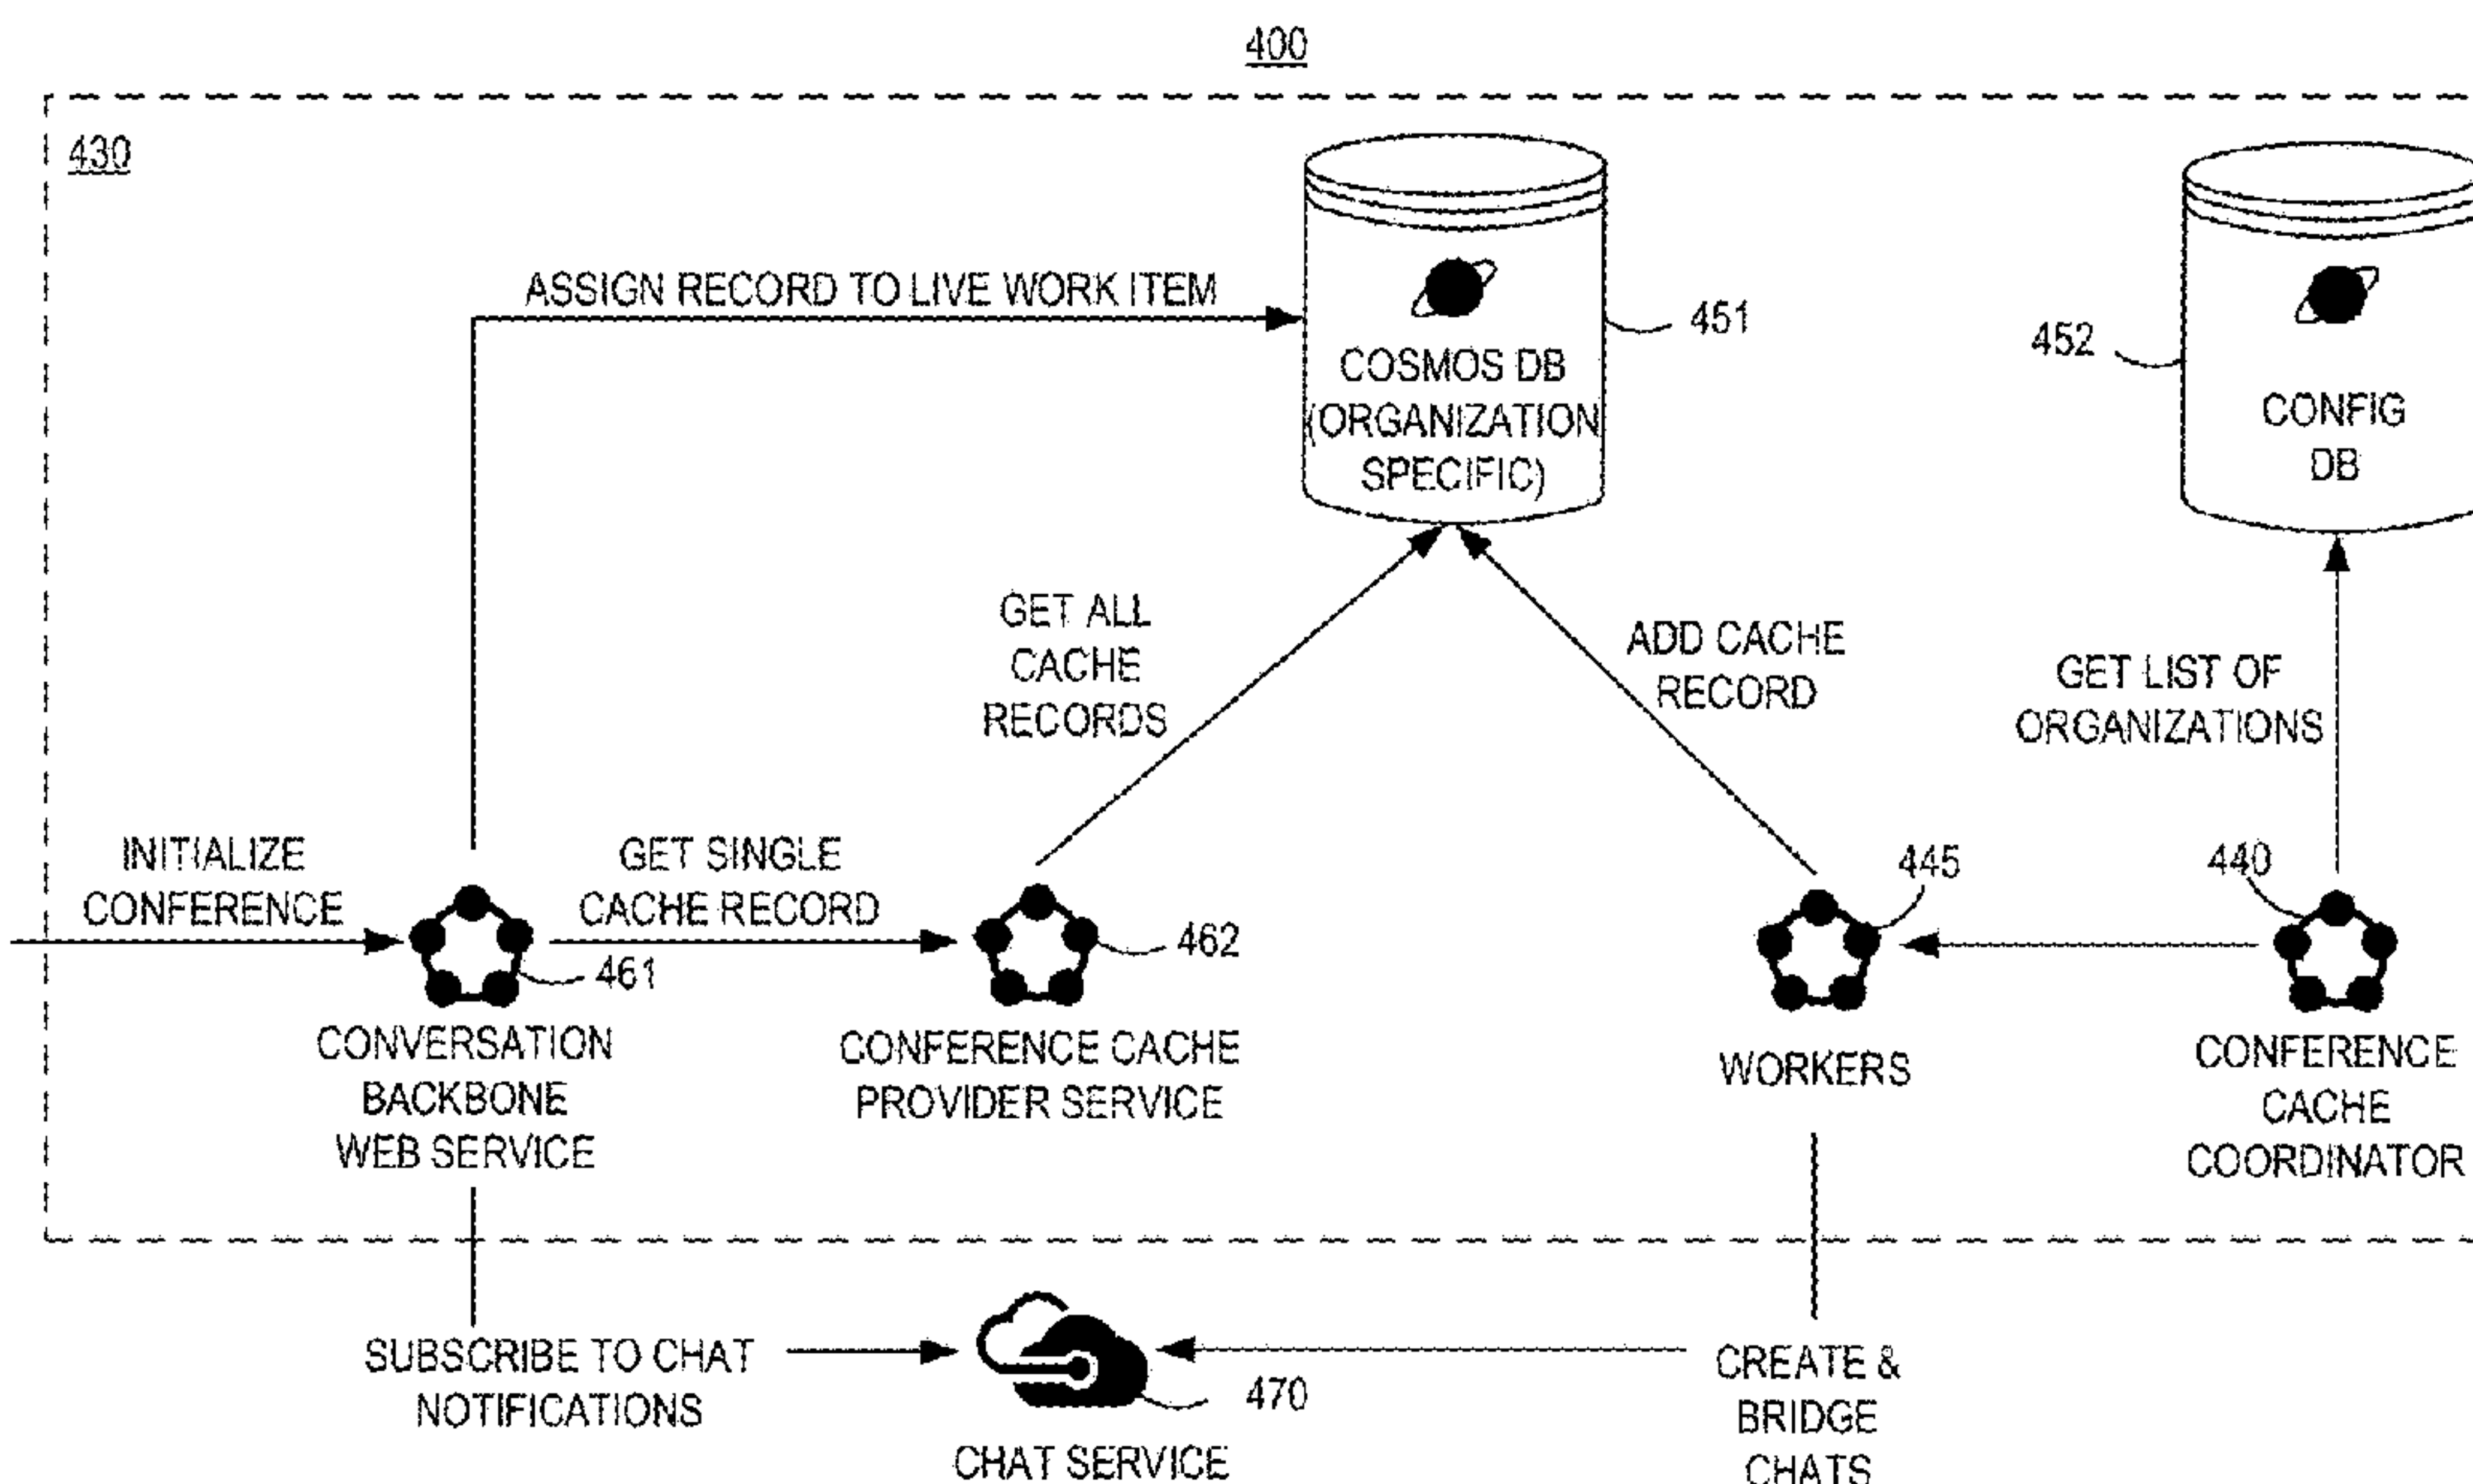 400
430
ASSIGN RECORD TO LIVE WORK ITEM
451
COSMOS DB
(ORGANIZATION
SPECIFIC)
452
CONFIG
DB
GET ALL
CACHE
RECORDS
ADD CACHE
RECORD
GET LIST OF
ORGANIZATIONS
INITIALIZE
CONFERENCE
GET SINGLE
CACHE RECORD
461
462
445
440
CONVERSATION
BACKBONE
WEB SERVICE
CONFERENCE CACHE
PROVIDER SERVICE
WORKERS
CONFERENCE
CACHE
COORDINATOR
SUBSCRIBE TO CHAT
NOTIFICATIONS
470
CHAT SERVICE
CREATE &
BRIDGE
CHATS